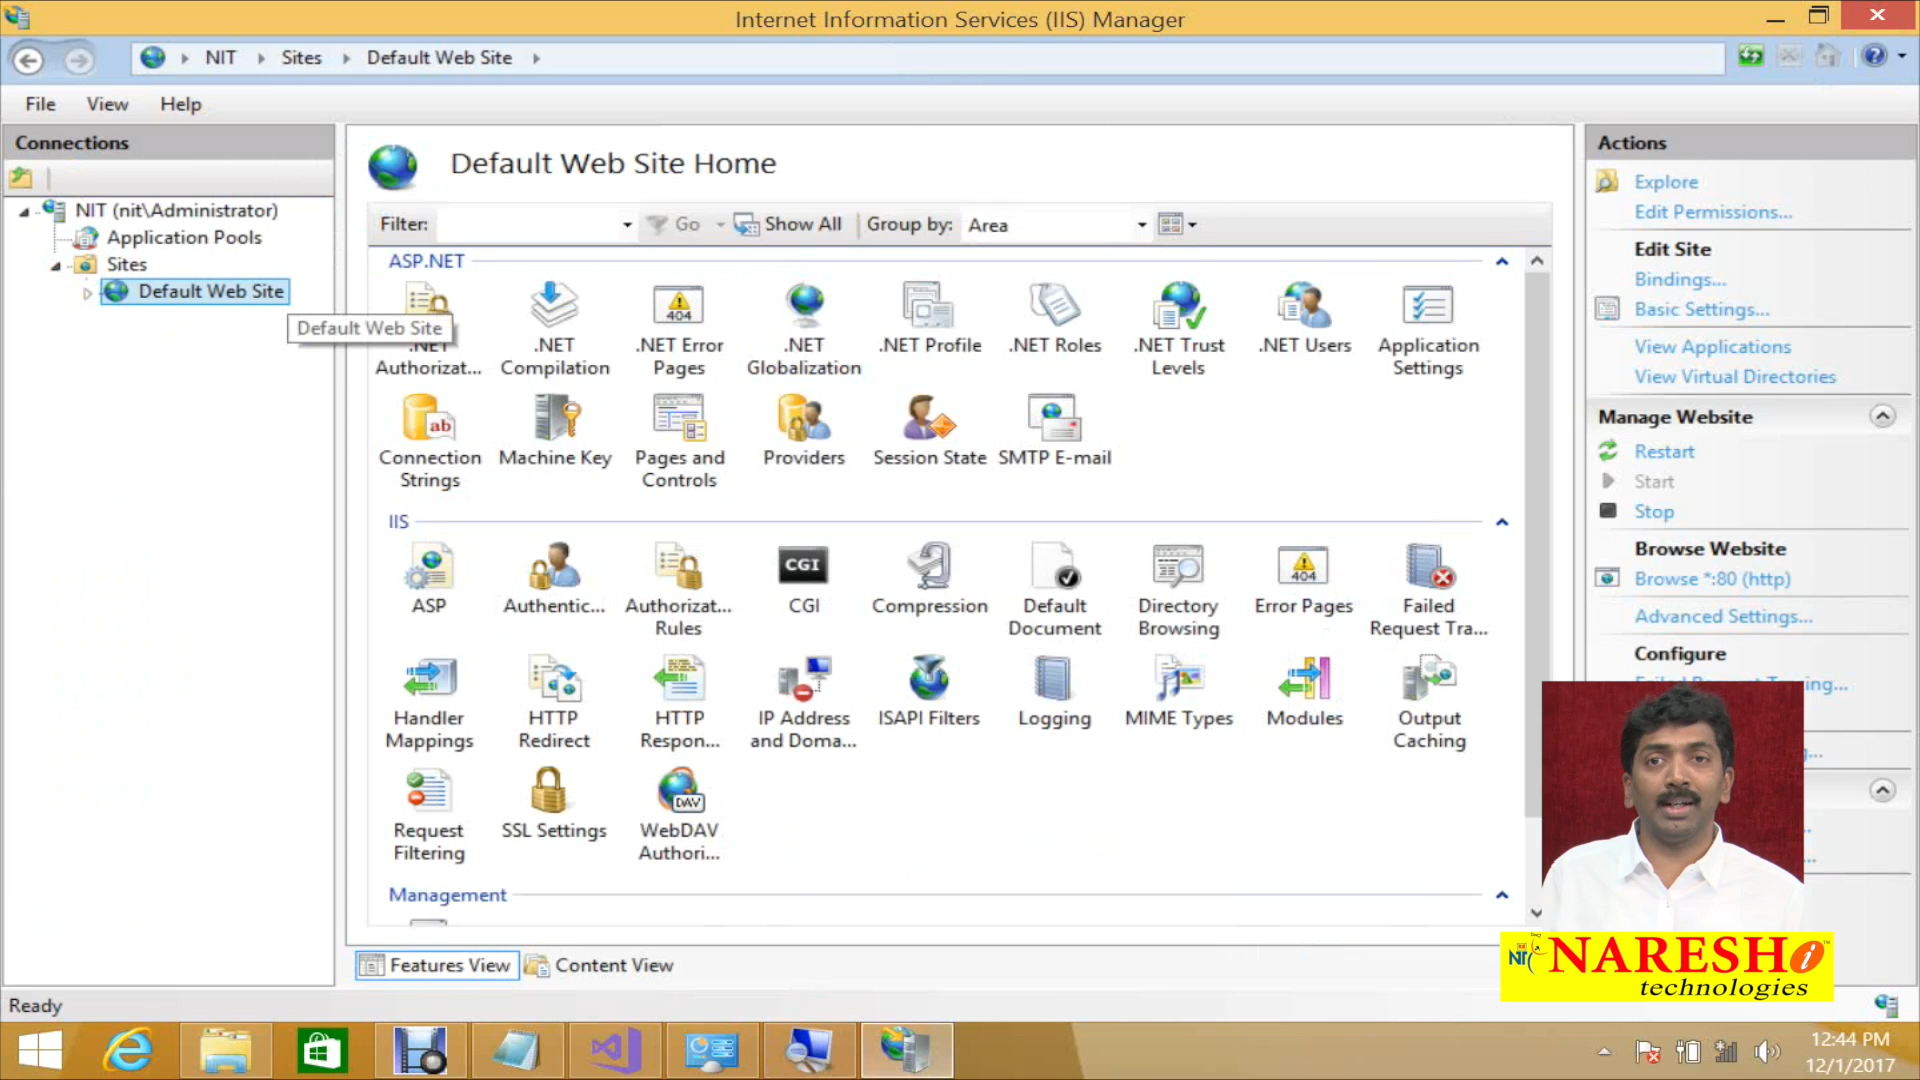 Internet Information Services (IIS) Manager
NIT Sites Default Web Site
File View Help
Connections
NIT (nit\Administrator)
Application Pools
Sites
Default Web Site
Default Web Site
Default Web Site Home
Filter: Go Show All Group by: Area
ASP.NET
.NET Authorizat...
.NET Compilation
.NET Error Pages
.NET Globalization
.NET Profile
.NET Roles
.NET Trust Levels
.NET Users
Application Settings
Connection Strings
Machine Key
Pages and Controls
Providers
Session State
SMTP E-mail
IIS
ASP
Authentic...
Authorizat... Rules
CGI
CGI
Compression
Default Document
Directory Browsing
404
Error Pages
Failed Request Tra...
Handler Mappings
HTTP Redirect
HTTP Respon...
IP Address and Doma...
ISAPI Filters
Logging
MIME Types
Modules
Output Caching
Request Filtering
SSL Settings
DAV
WebDAV Authori...
Management
Features View Content View
Ready
Actions
Explore
Edit Permissions...
Edit Site
Bindings...
Basic Settings...
View Applications
View Virtual Directories
Manage Website
Restart
Start
Stop
Browse Website
Browse *:80 (http)
Advanced Settings...
Configure
NARESH i
technologies
12:44 PM
12/1/2017